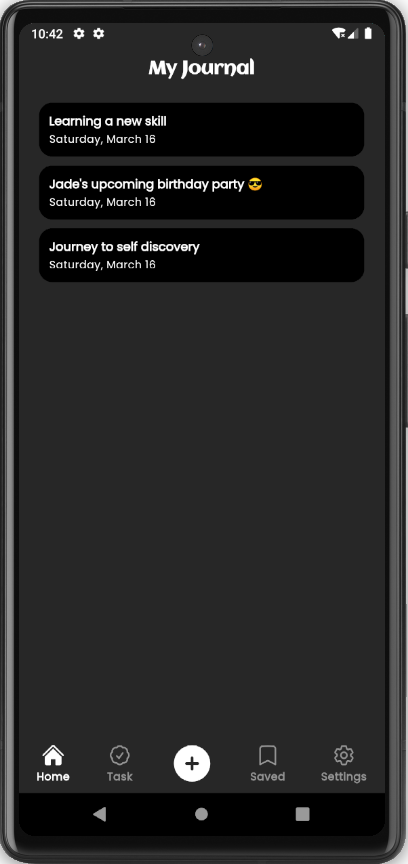 10:42
My Journal
Learning a new skill
Saturday, March 16
Jade's upcoming birthday party 😎
Saturday, March 16
Journey to self discovery
Saturday, March 16
Home Task Saved Settings